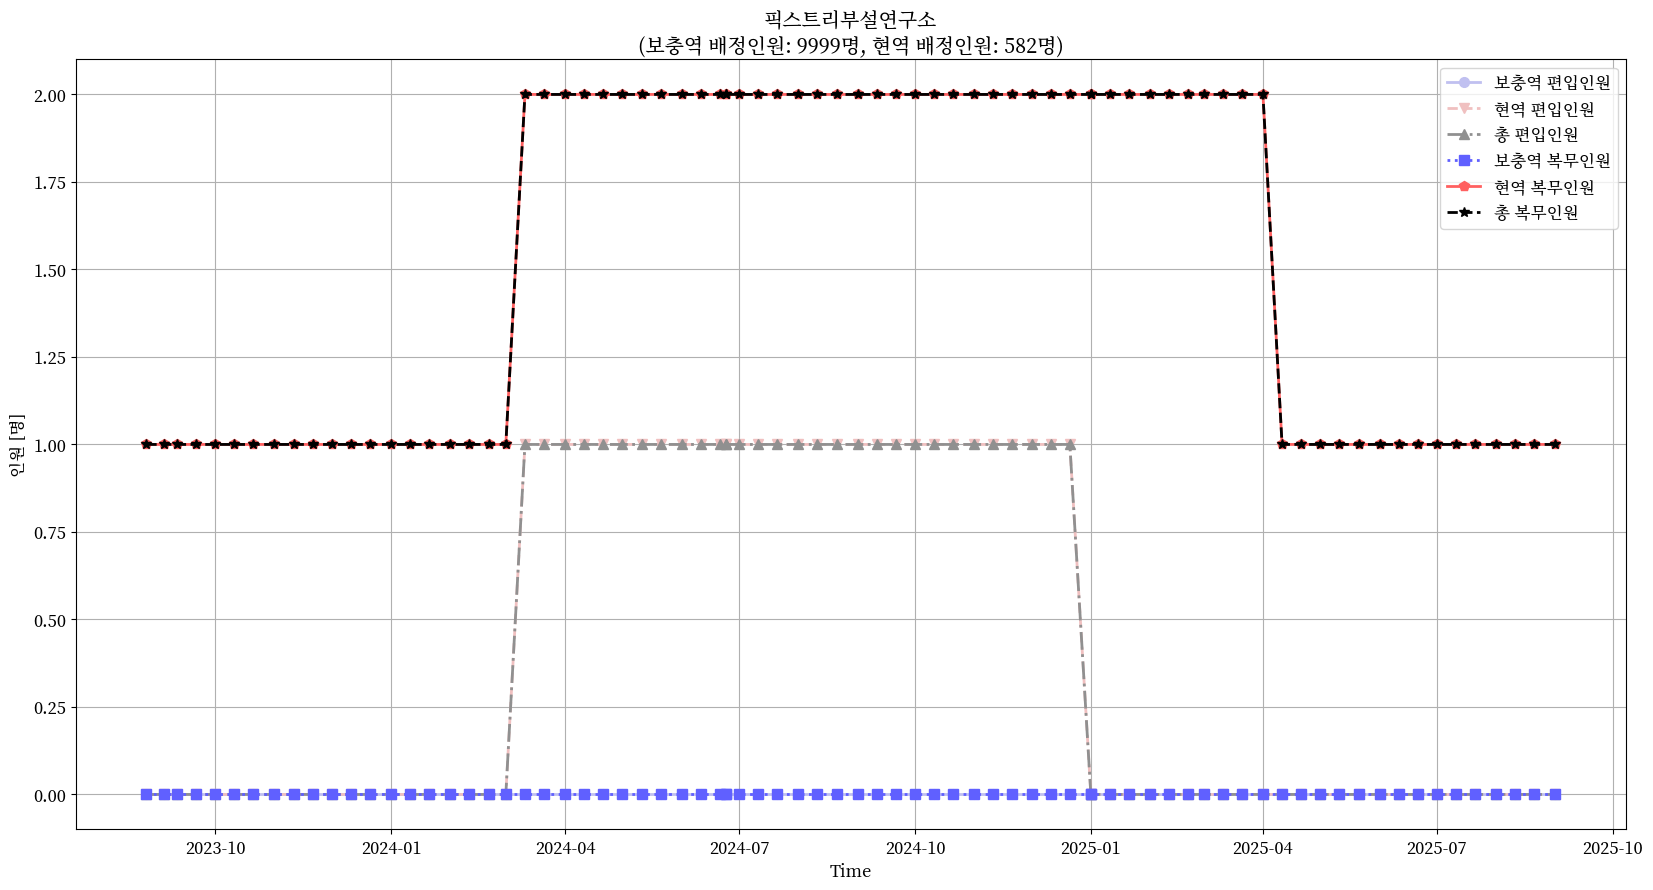 픽스트리부설연구소
(보충역 배정인원: 9999명, 현역 배정인원: 582명)
보충역 편입인원
현역 편입인원
총 편입인원
보충역 복무인원
현역 복무인원
총 복무인원
인원 [명]
2.00
1.75
1.50
1.25
1.00
0.75
0.50
0.25
0.00
2023-10
2024-01
2024-04
2024-07
2024-10
2025-01
2025-04
2025-07
2025-10
Time